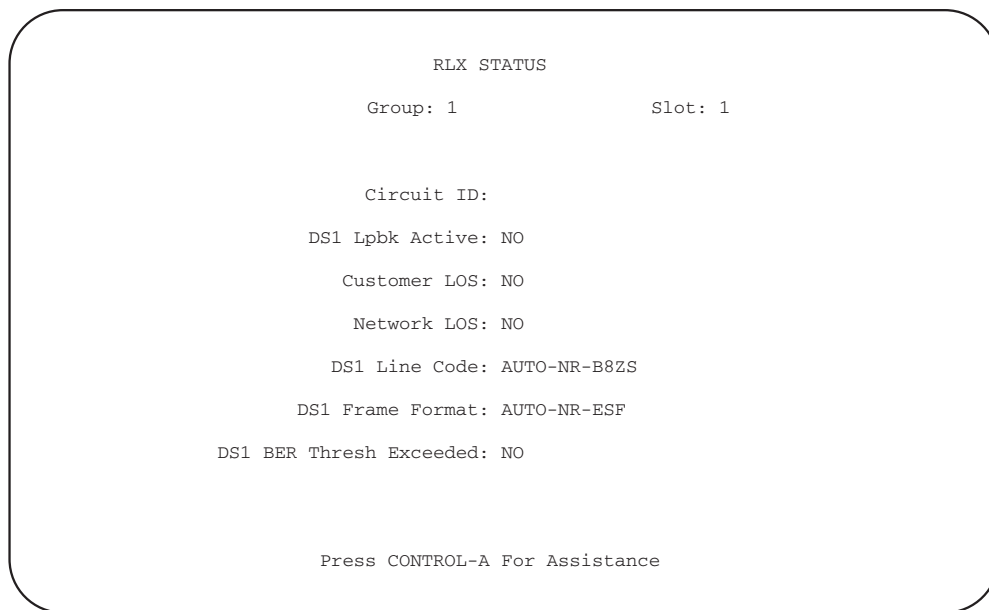 RLX STATUS
Group: 1 Slot: 1
Circuit ID:
DS1 Lpbk Active: NO
Customer LOS: NO
Network LOS: NO
DS1 Line Code: AUTO-NR-B8ZS
DS1 Frame Format: AUTO-NR-ESF
DS1 BER Thresh Exceeded: NO
Press CONTROL-A For Assistance